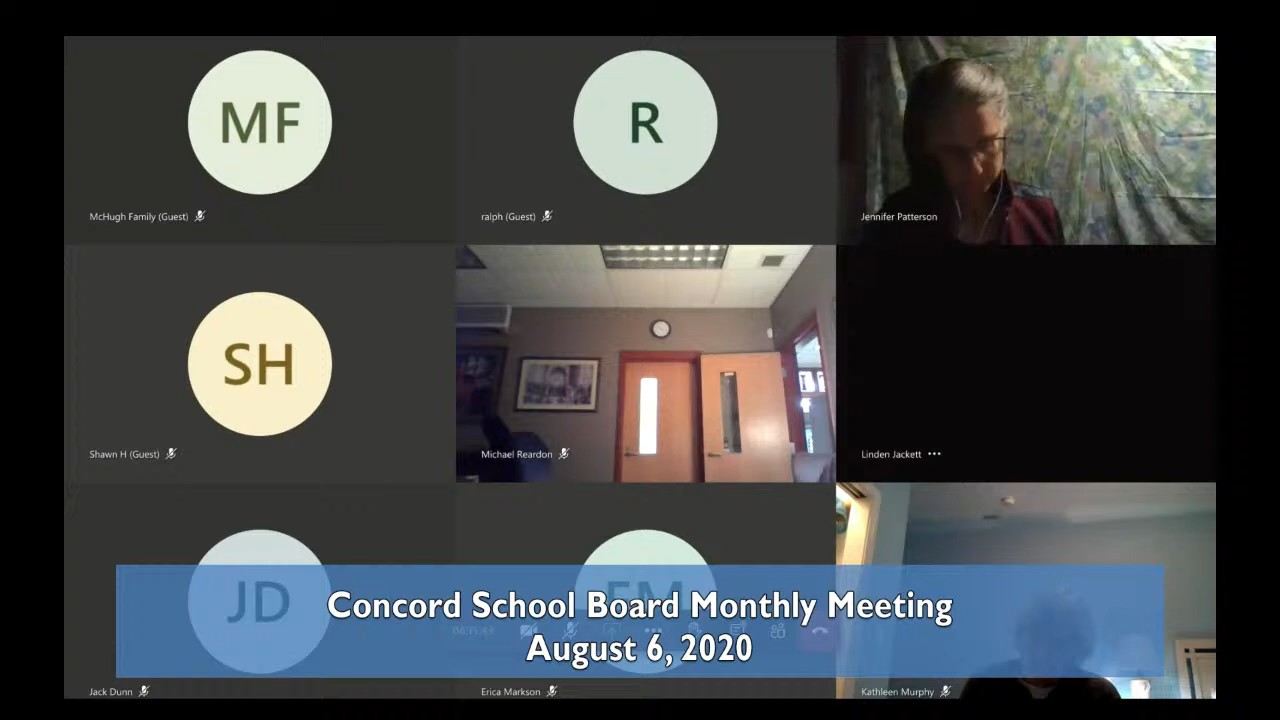 MF
R
McHugh Family (Guest)
ralph (Guest)
Jennifer Patterson
SH
Shawn H (Guest)
Michael Reardon
Linden Jackett
JD
EM
Concord School Board Monthly Meeting
August 6, 2020
Jack Dunn
Erica Markson
Kathleen Murphy